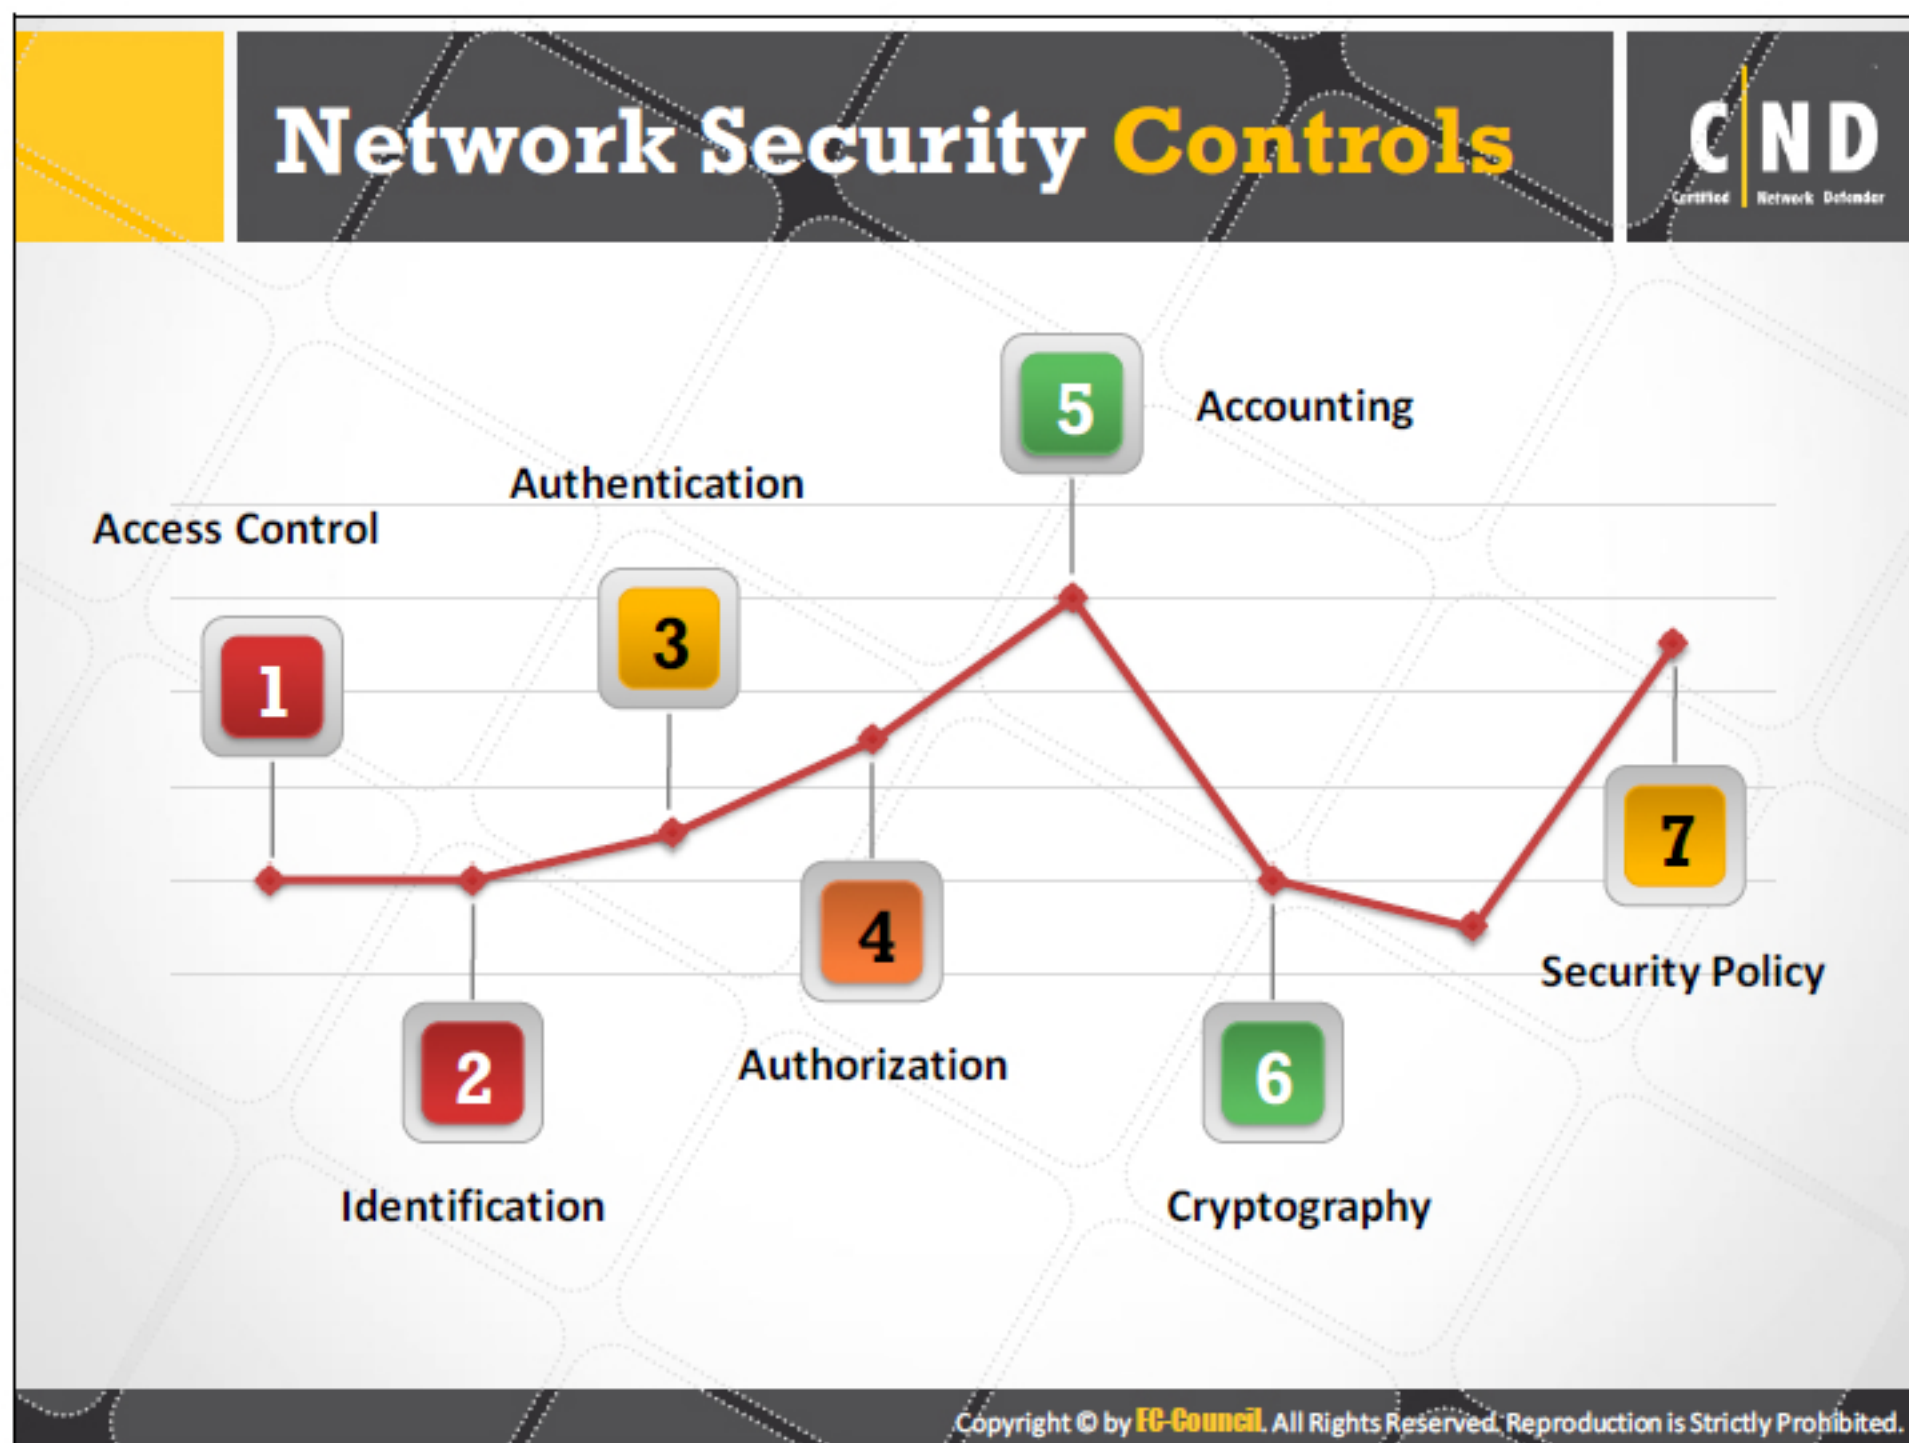 Network Security Controls
C|ND
Certified Network Defender
5
Accounting
Authentication
Access Control
3
1
7
4
Security Policy
2
Authorization
6
Identification
Cryptography
Copyright © by EC-Council. All Rights Reserved. Reproduction is Strictly Prohibited.